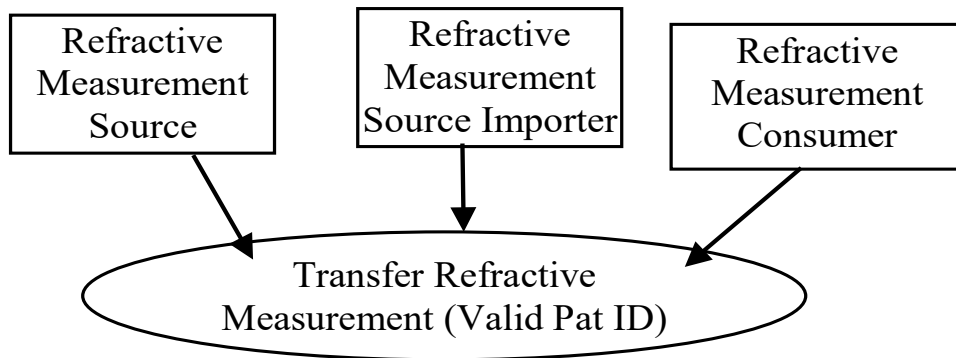 Refractive
Measurement
Source
Refractive
Measurement
Source Importer
Refractive
Measurement
Consumer
Transfer Refractive
Measurement (Valid Pat ID)